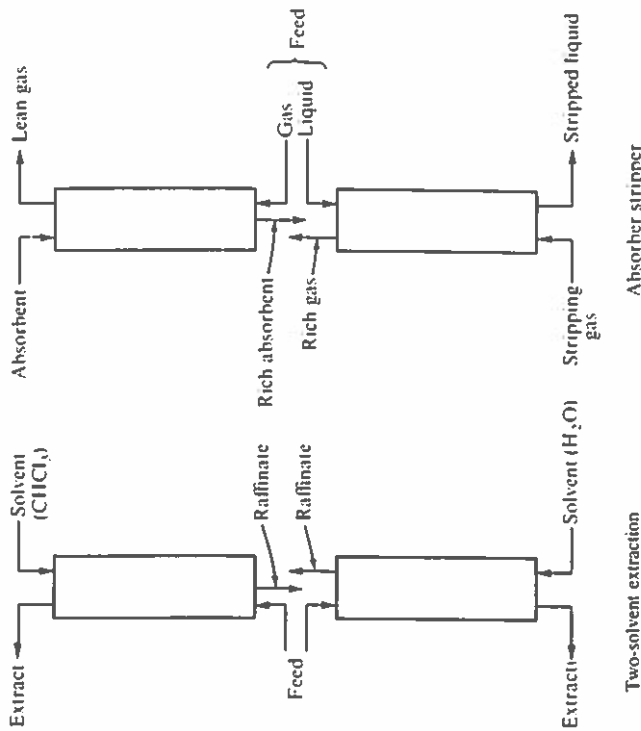 Extract
Solvent
(CHCl₃)
Raffinate
Feed
Raffinate
Extract
Solvent (H₂O)
Two-solvent extraction
Absorbent
Lean gas
Rich absorbent
Gas
Feed
Liquid
Rich gas
Stripping
gas
Stripped liquid
Absorber stripper